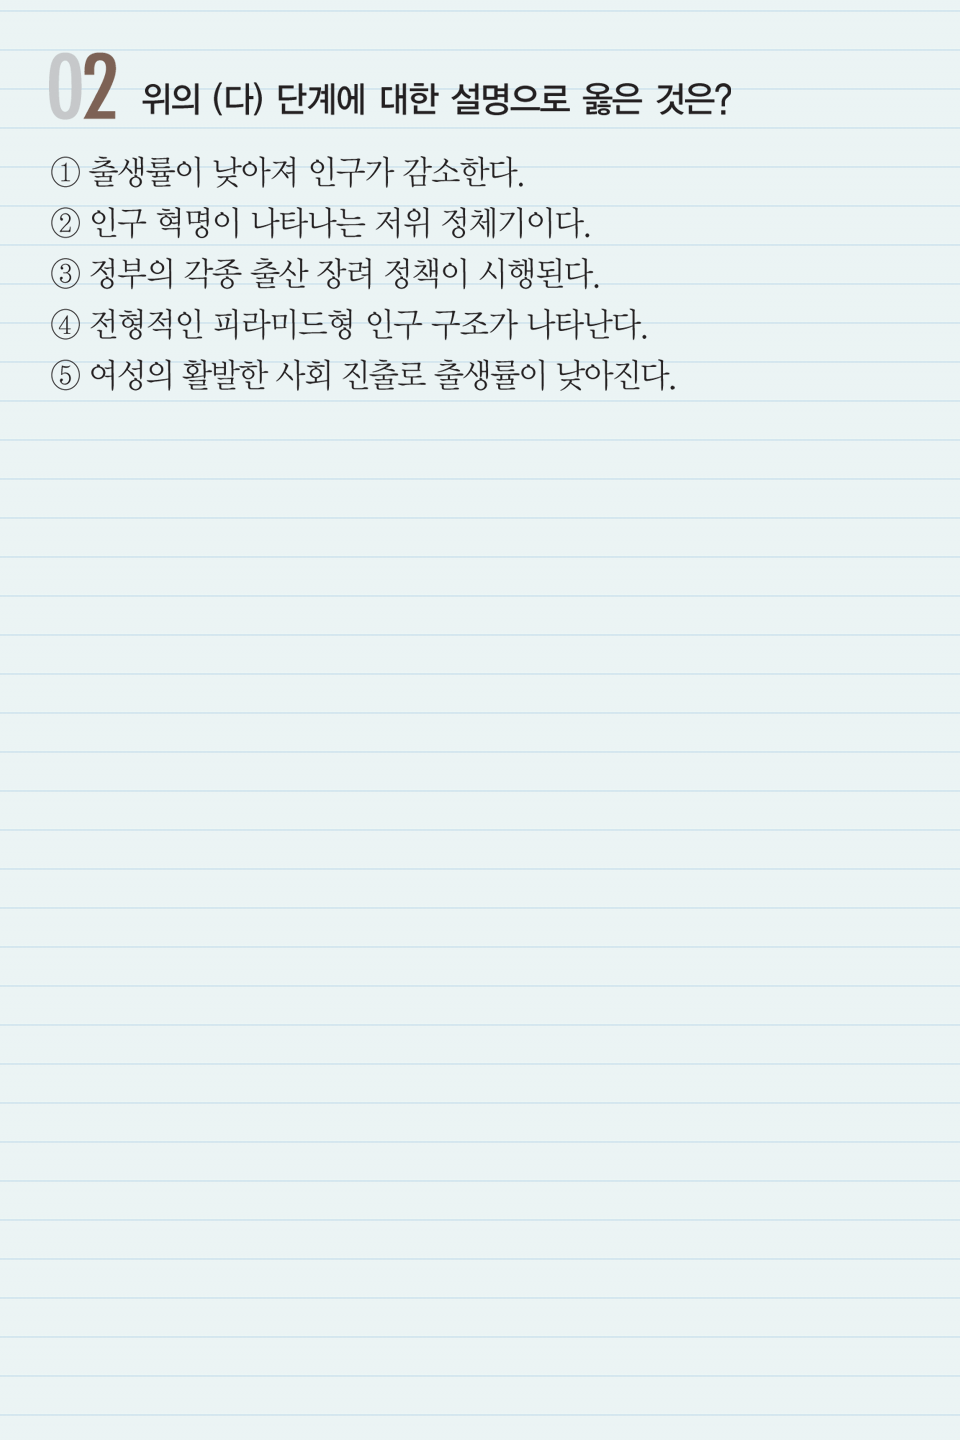 02 위의 (다) 단계에 대한 설명으로 옳은 것은?
① 출생률이 낮아져 인구가 감소한다.
② 인구 혁명이 나타나는 저위 정체기이다.
③ 정부의 각종 출산 장려 정책이 시행된다.
④ 전형적인 피라미드형 인구 구조가 나타난다.
⑤ 여성의 활발한 사회 진출로 출생률이 낮아진다.